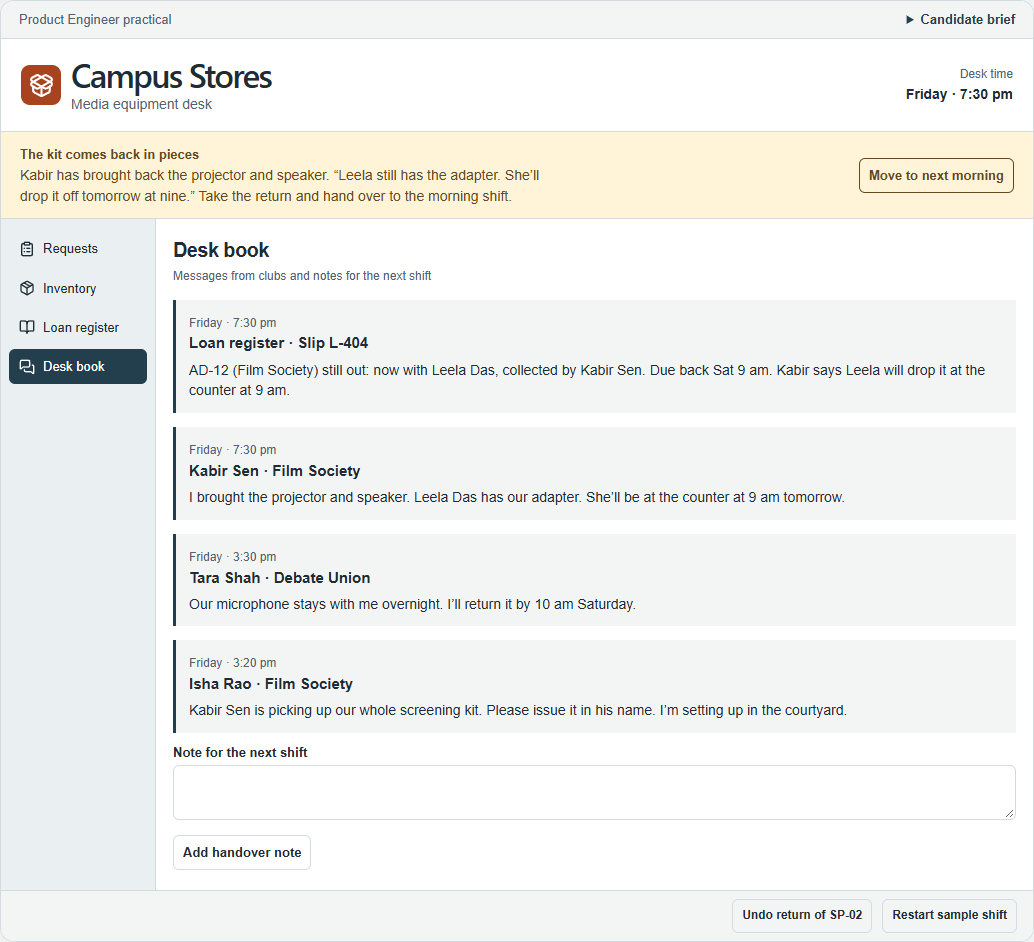 Product Engineer practical
▶ Candidate brief
Campus Stores
Media equipment desk
Desk time
Friday · 7:30 pm
The kit comes back in pieces
Kabir has brought back the projector and speaker. “Leela still has the adapter. She’ll
drop it off tomorrow at nine.” Take the return and hand over to the morning shift.
Move to next morning
Requests
Inventory
Loan register
Desk book
Desk book
Messages from clubs and notes for the next shift
Friday · 7:30 pm
Loan register · Slip L-404
AD-12 (Film Society) still out: now with Leela Das, collected by Kabir Sen. Due back Sat 9 am. Kabir says Leela will drop it at the
counter at 9 am.
Friday · 7:30 pm
Kabir Sen · Film Society
I brought the projector and speaker. Leela Das has our adapter. She’ll be at the counter at 9 am tomorrow.
Friday · 3:30 pm
Tara Shah · Debate Union
Our microphone stays with me overnight. I’ll return it by 10 am Saturday.
Friday · 3:20 pm
Isha Rao · Film Society
Kabir Sen is picking up our whole screening kit. Please issue it in his name. I’m setting up in the courtyard.
Note for the next shift
Add handover note
Undo return of SP-02
Restart sample shift